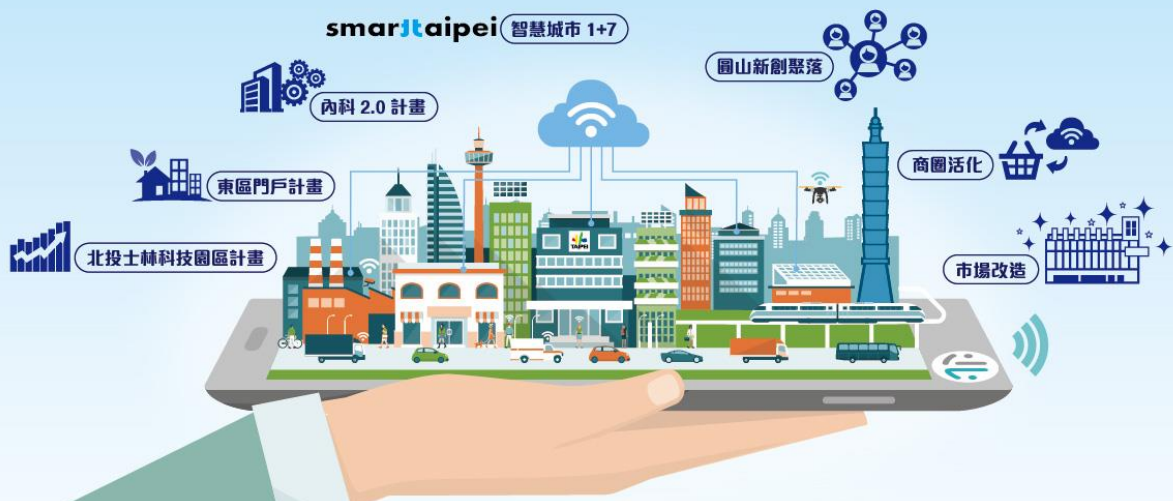 smarttaipei 智慧城市 1+7
圓山新創聚落
內科 2.0 計畫
商圈活化
東區門戶計畫
北投士林科技園區計畫
市場改造
TAIPEI